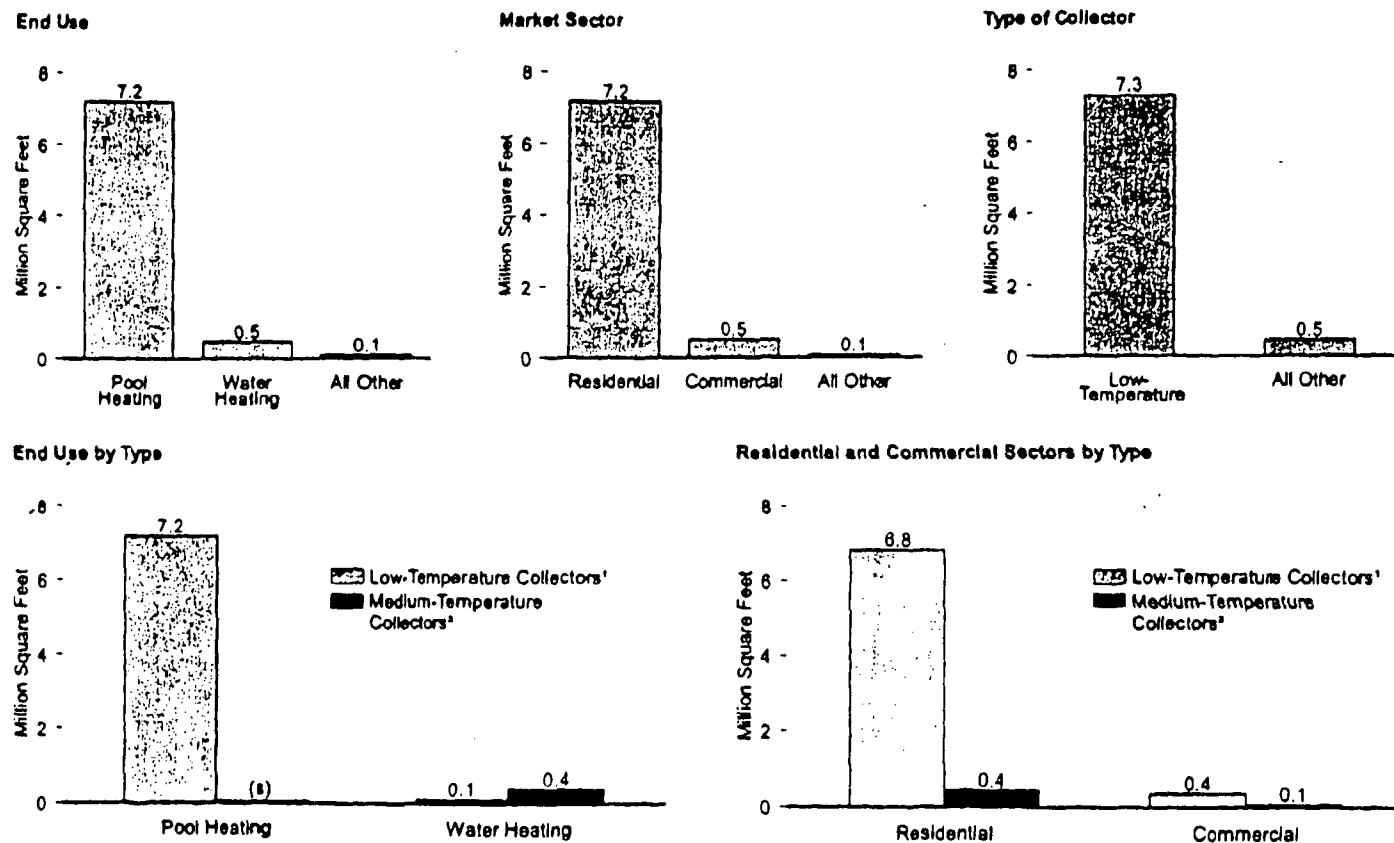 End Use
Million Square Feet
8
6
4
2
0
7.2
0.5
0.1
Pool
Heating
Water
Heating
All Other
Market Sector
Million Square Feet
8
6
4
2
0
7.2
0.5
0.1
Residential
Commercial
All Other
Type of Collector
Million Square Feet
8
6
4
2
0
7.3
0.5
Low-
Temperature
All Other
End Use by Type
Million Square Feet
8
6
4
2
0
7.2
(s)
0.1
0.4
Low-Temperature Collectors¹
Medium-Temperature
Collectors²
Pool Heating
Water Heating
Residential and Commercial Sectors by Type
Million Square Feet
8
6
4
2
0
6.8
0.4
0.4
0.1
Low-Temperature Collectors¹
Medium-Temperature
Collectors²
Residential
Commercial